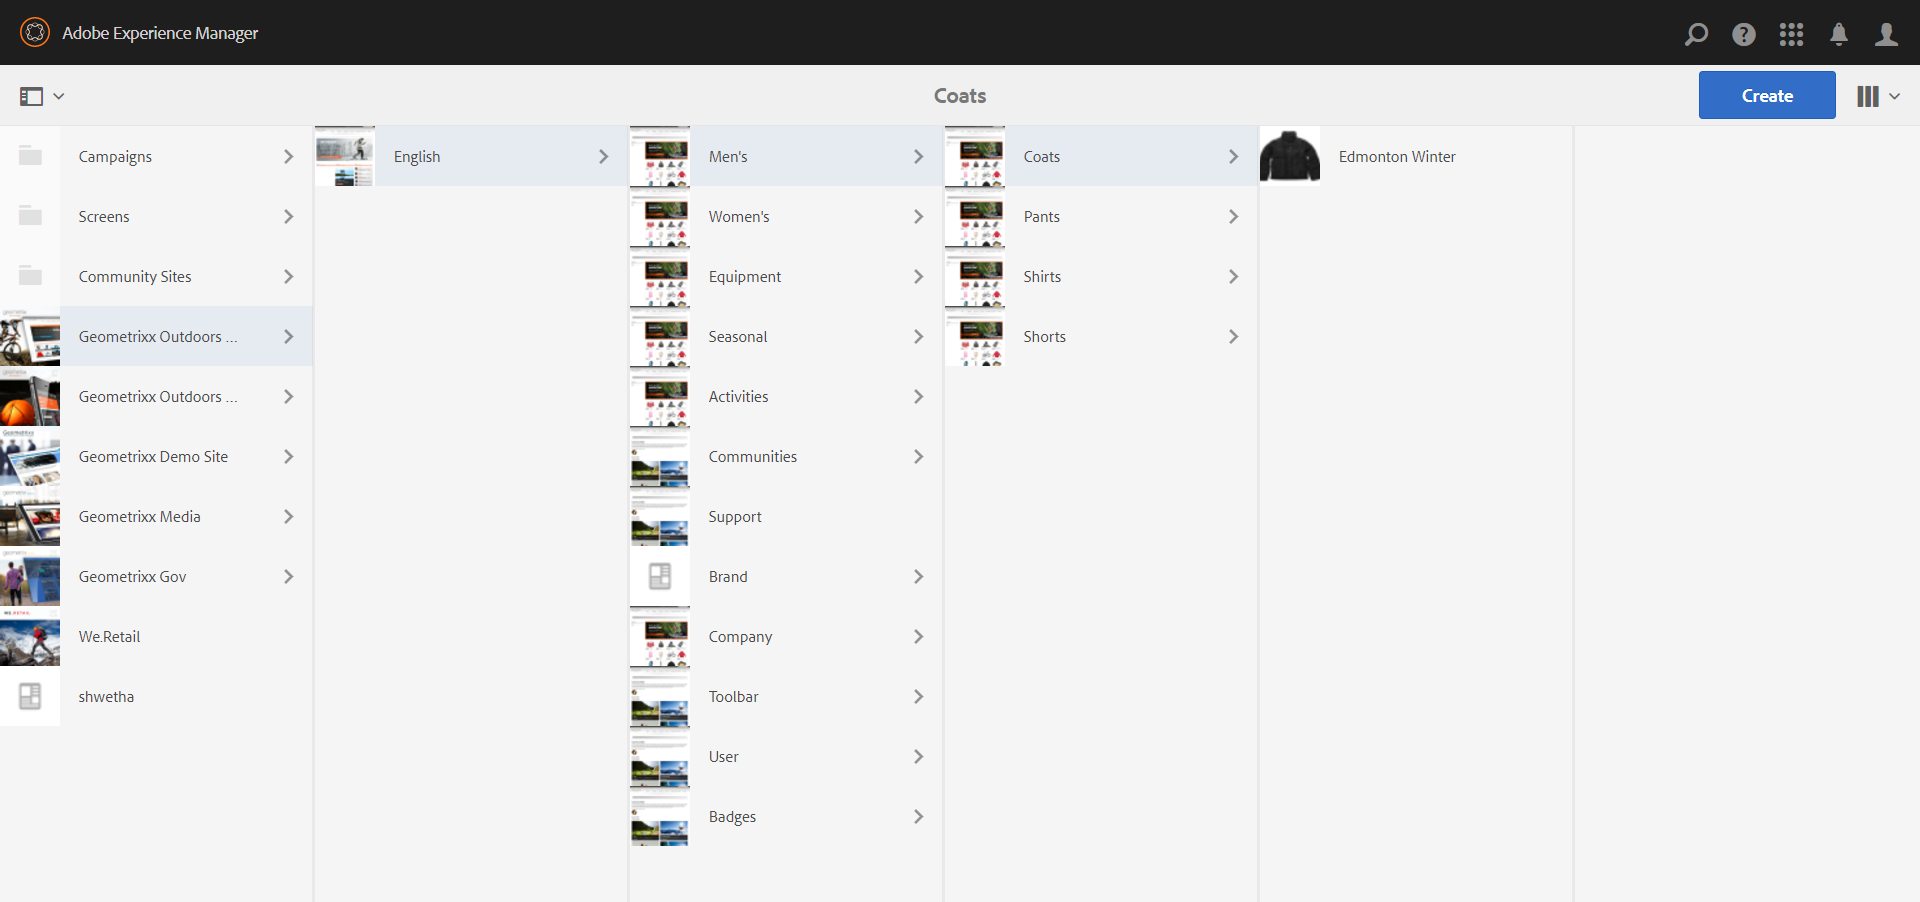 Adobe Experience Manager
Coats
Create
Campaigns
Screens
Community Sites
Geometrixx Outdoors ...
Geometrixx Outdoors ...
Geometrixx Demo Site
Geometrixx Media
Geometrixx Gov
We.Retail
shwetha
English
Men's
Women's
Equipment
Seasonal
Activities
Communities
Support
Brand
Company
Toolbar
User
Badges
Coats
Pants
Shirts
Shorts
Edmonton Winter